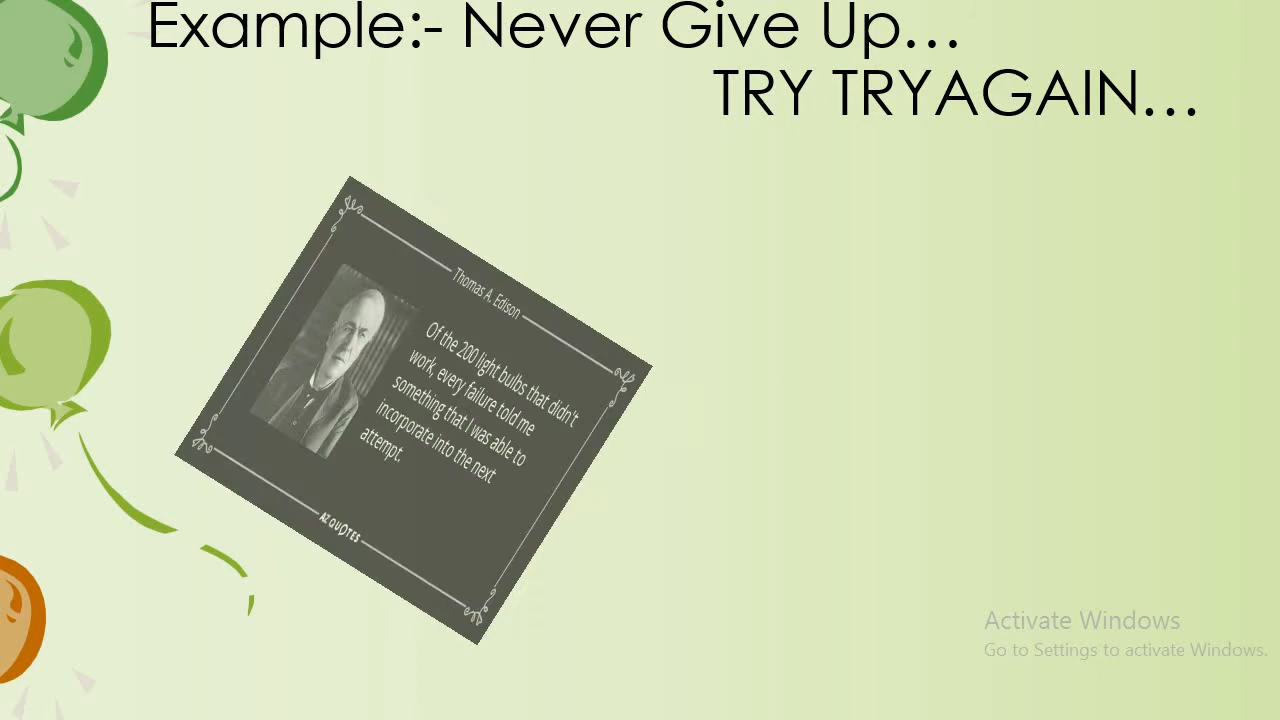 Example:- Never Give Up…
TRY TRYAGAIN…
Thomas A. Edison
Of the 200 light bulbs that didn't
work, every failure told me
something that I was able to
incorporate into the next
attempt.
AZ QUOTES
Activate Windows
Go to Settings to activate Windows.